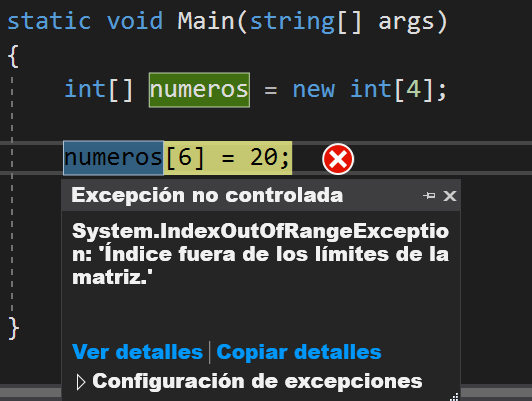 static void Main(string[] args)
{
int[] numeros = new int[4];
numeros[6] = 20;
Excepción no controlada
System.IndexOutOfRangeExceptio
n: 'Índice fuera de los límites de la
matriz.'
Ver detalles | Copiar detalles
Configuración de excepciones
}